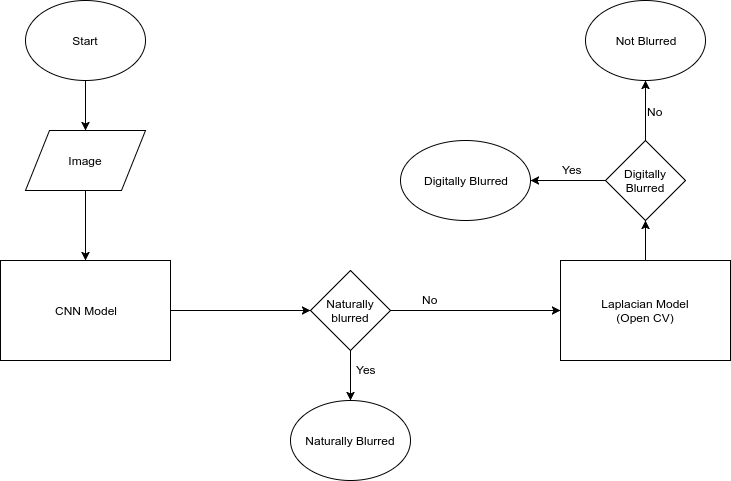 Start
Image
CNN Model
Naturally
blurred
Yes
Naturally Blurred
No
Laplacian Model
(Open CV)
Digitally
Blurred
Yes
Digitally Blurred
No
Not Blurred